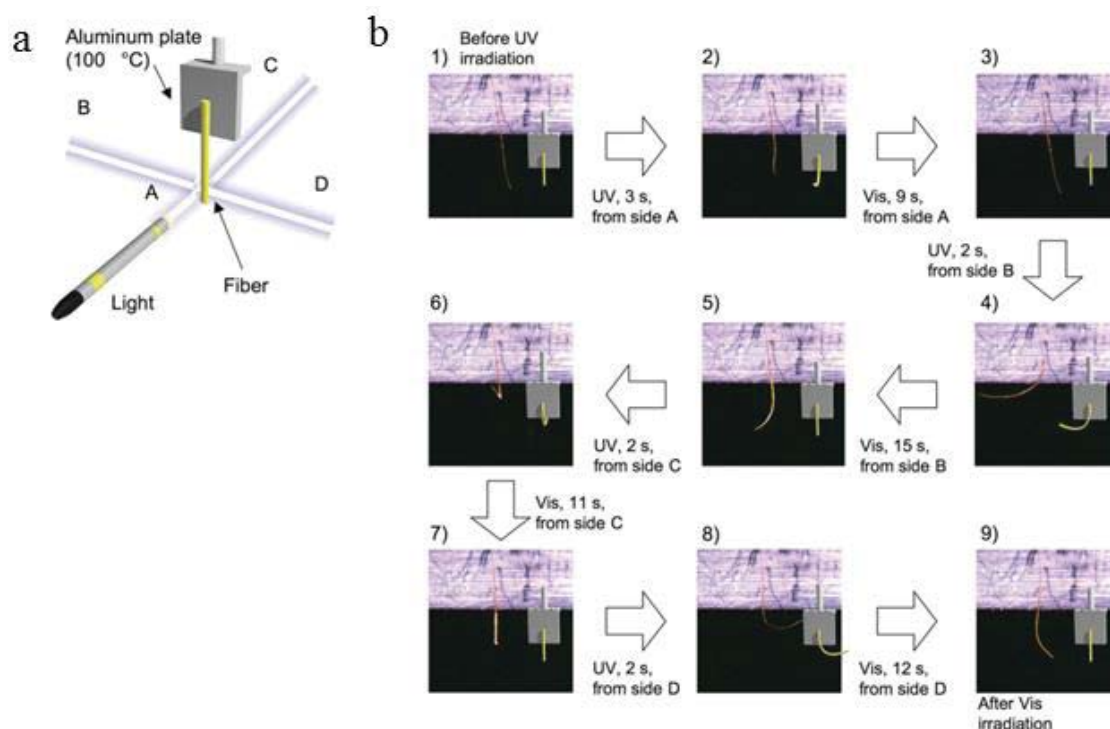 a
Aluminum plate
(100 °C)
C
B
A
D
Fiber
Light
b
1)
Before UV
irradiation
UV, 3 s,
from side A
2)
Vis, 9 s,
from side A
3)
UV, 2 s,
from side B
4)
Vis, 15 s,
from side B
5)
UV, 2 s,
from side C
6)
Vis, 11 s,
from side C
7)
UV, 2 s,
from side D
8)
Vis, 12 s,
from side D
9)
After Vis
irradiation